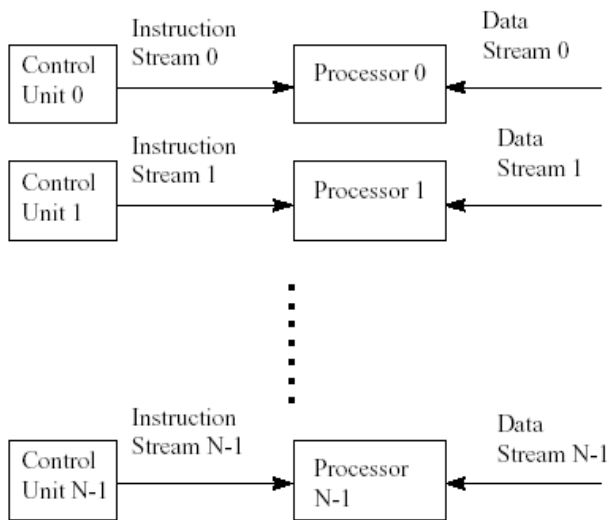 Instruction
Stream 0
Data
Stream 0
Control
Unit 0
Processor 0
Instruction
Stream 1
Data
Stream 1
Control
Unit 1
Processor 1
Instruction
Stream N-1
Data
Stream N-1
Control
Unit N-1
Processor
N-1